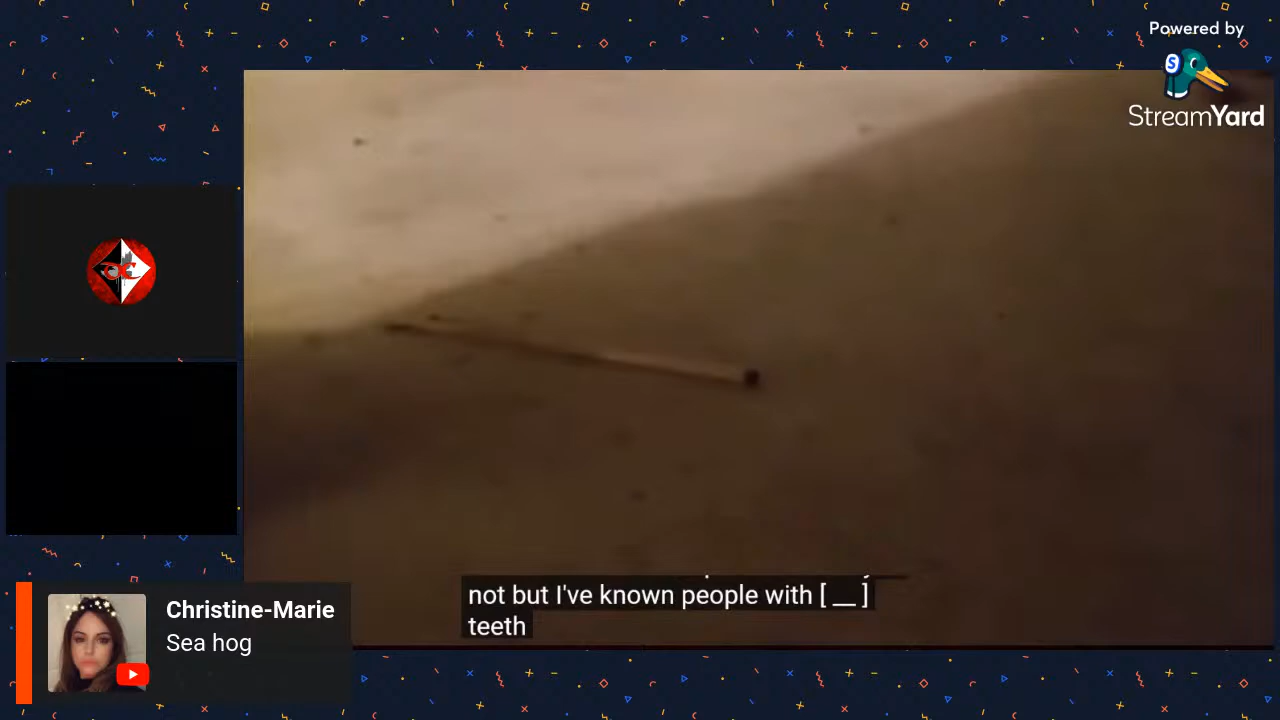 Powered by
StreamYard
not but I've known people with [ __ ]
teeth
Christine-Marie
Sea hog